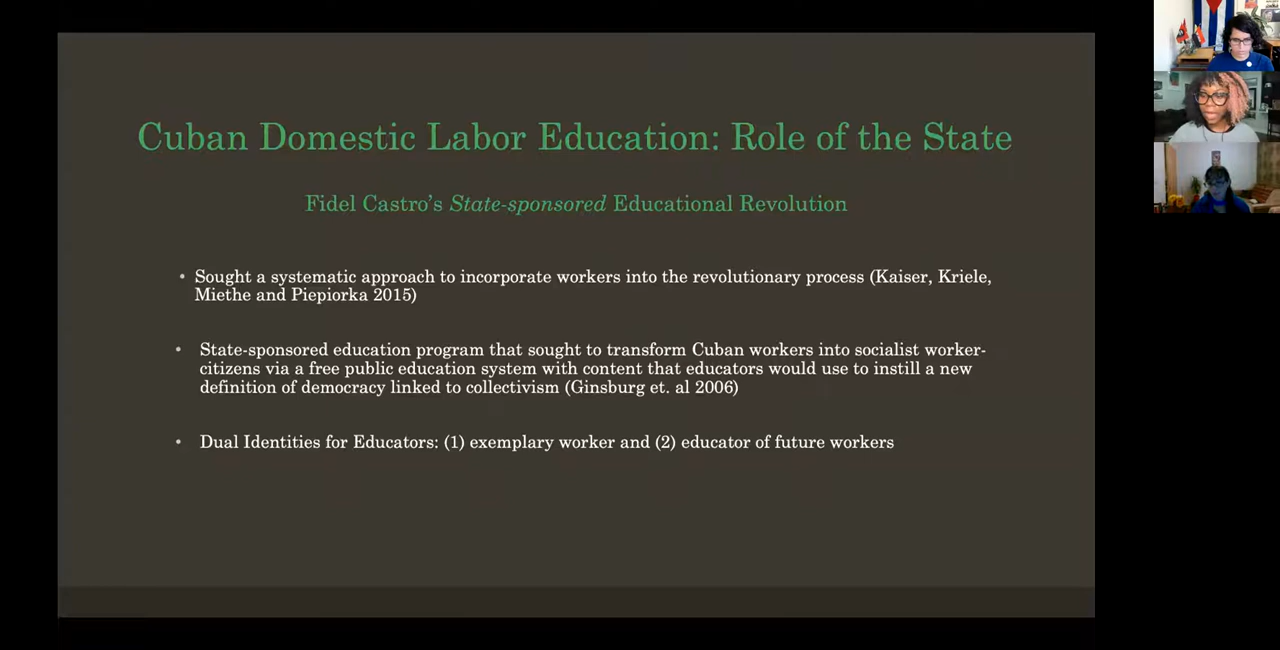 Cuban Domestic Labor Education: Role of the State
Fidel Castro's State-sponsored Educational Revolution
• Sought a systematic approach to incorporate workers into the revolutionary process (Kaiser, Kriele,
Miethe and Piepiorka 2015)
• State-sponsored education program that sought to transform Cuban workers into socialist worker-
citizens via a free public education system with content that educators would use to instill a new
definition of democracy linked to collectivism (Ginsburg et. al 2006)
• Dual Identities for Educators: (1) exemplary worker and (2) educator of future workers